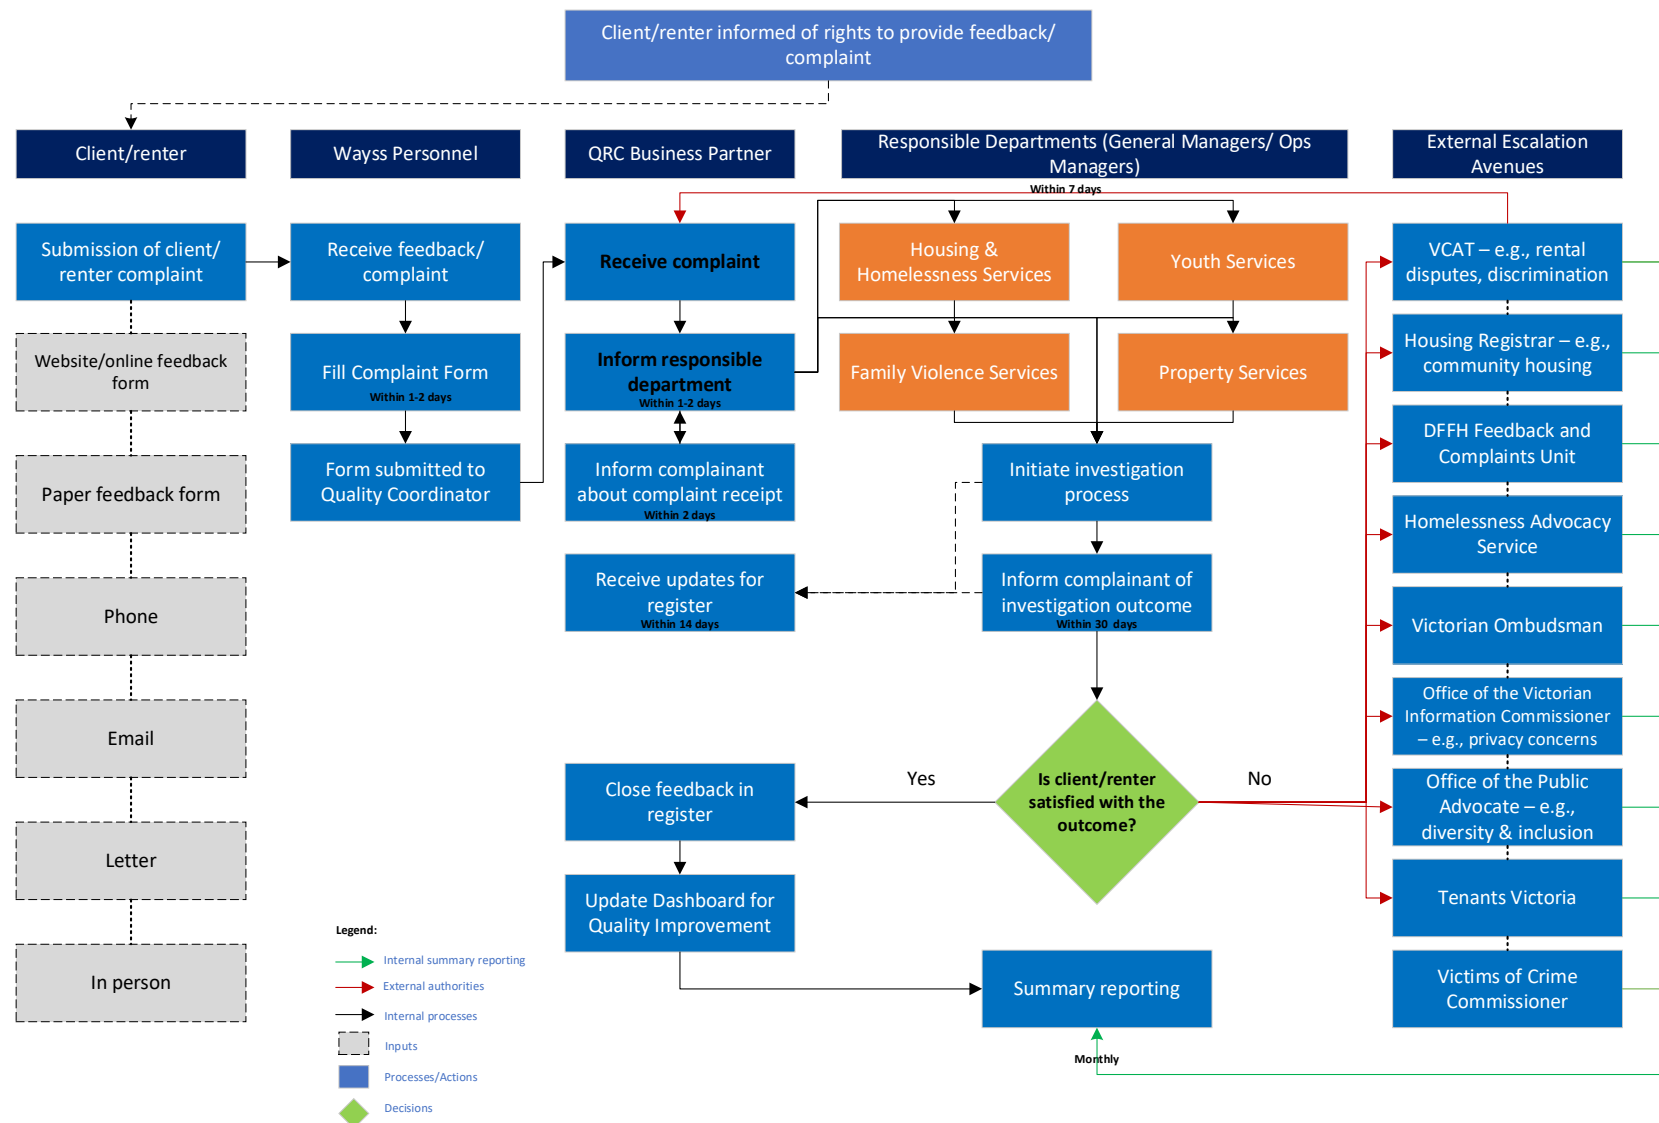 Client/renter informed of rights to provide feedback/
complaint
Client/renter
Wayss Personnel
QRC Business Partner
Responsible Departments (General Managers/ Ops
Managers)
External Escalation
Avenues
Within 7 days
Submission of client/
renter complaint
Receive feedback/
complaint
Receive complaint
Housing &
Homelessness Services
Youth Services
VCAT – e.g., rental
disputes, discrimination
Website/online feedback
form
Fill Complaint Form
Within 1-2 days
Inform responsible
department
Within 1-2 days
Family Violence Services
Property Services
Housing Registrar – e.g.,
community housing
Paper feedback form
Form submitted to
Quality Coordinator
Inform complainant
about complaint receipt
Within 2 days
Initiate investigation
process
DFFH Feedback and
Complaints Unit
Homelessness Advocacy
Service
Phone
Receive updates for
register
Within 14 days
Inform complainant of
investigation outcome
Within 30 days
Victorian Ombudsman
Email
Office of the Victorian
Information Commissioner
– e.g., privacy concerns
Close feedback in
register
Yes
Is client/renter
satisfied with the
outcome?
No
Office of the Public
Advocate – e.g.,
diversity & inclusion
Letter
Update Dashboard for
Quality Improvement
Tenants Victoria
In person
Summary reporting
Victims of Crime
Commissioner
Monthly
Legend:
Internal summary reporting
External authorities
Internal processes
Inputs
Processes/Actions
Decisions